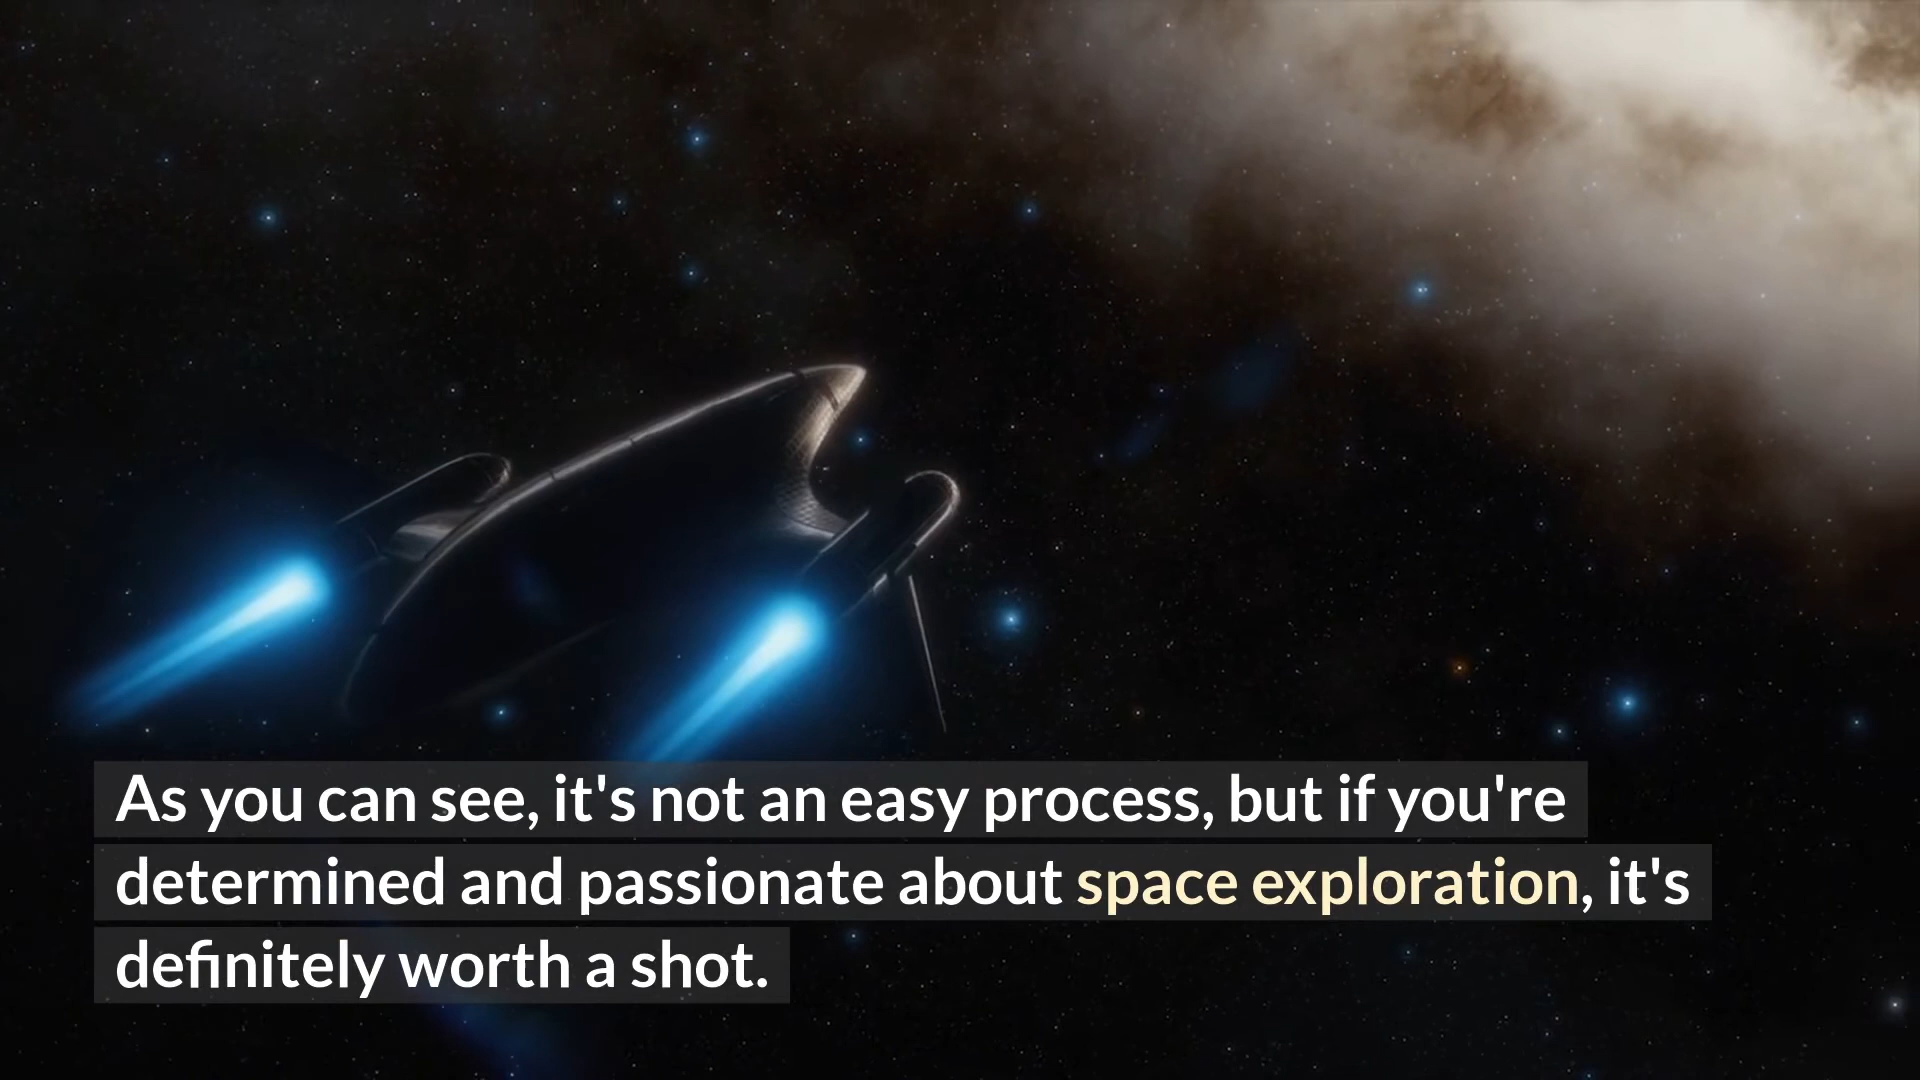 As you can see, it's not an easy process, but if you're
determined and passionate about space exploration, it's
definitely worth a shot.